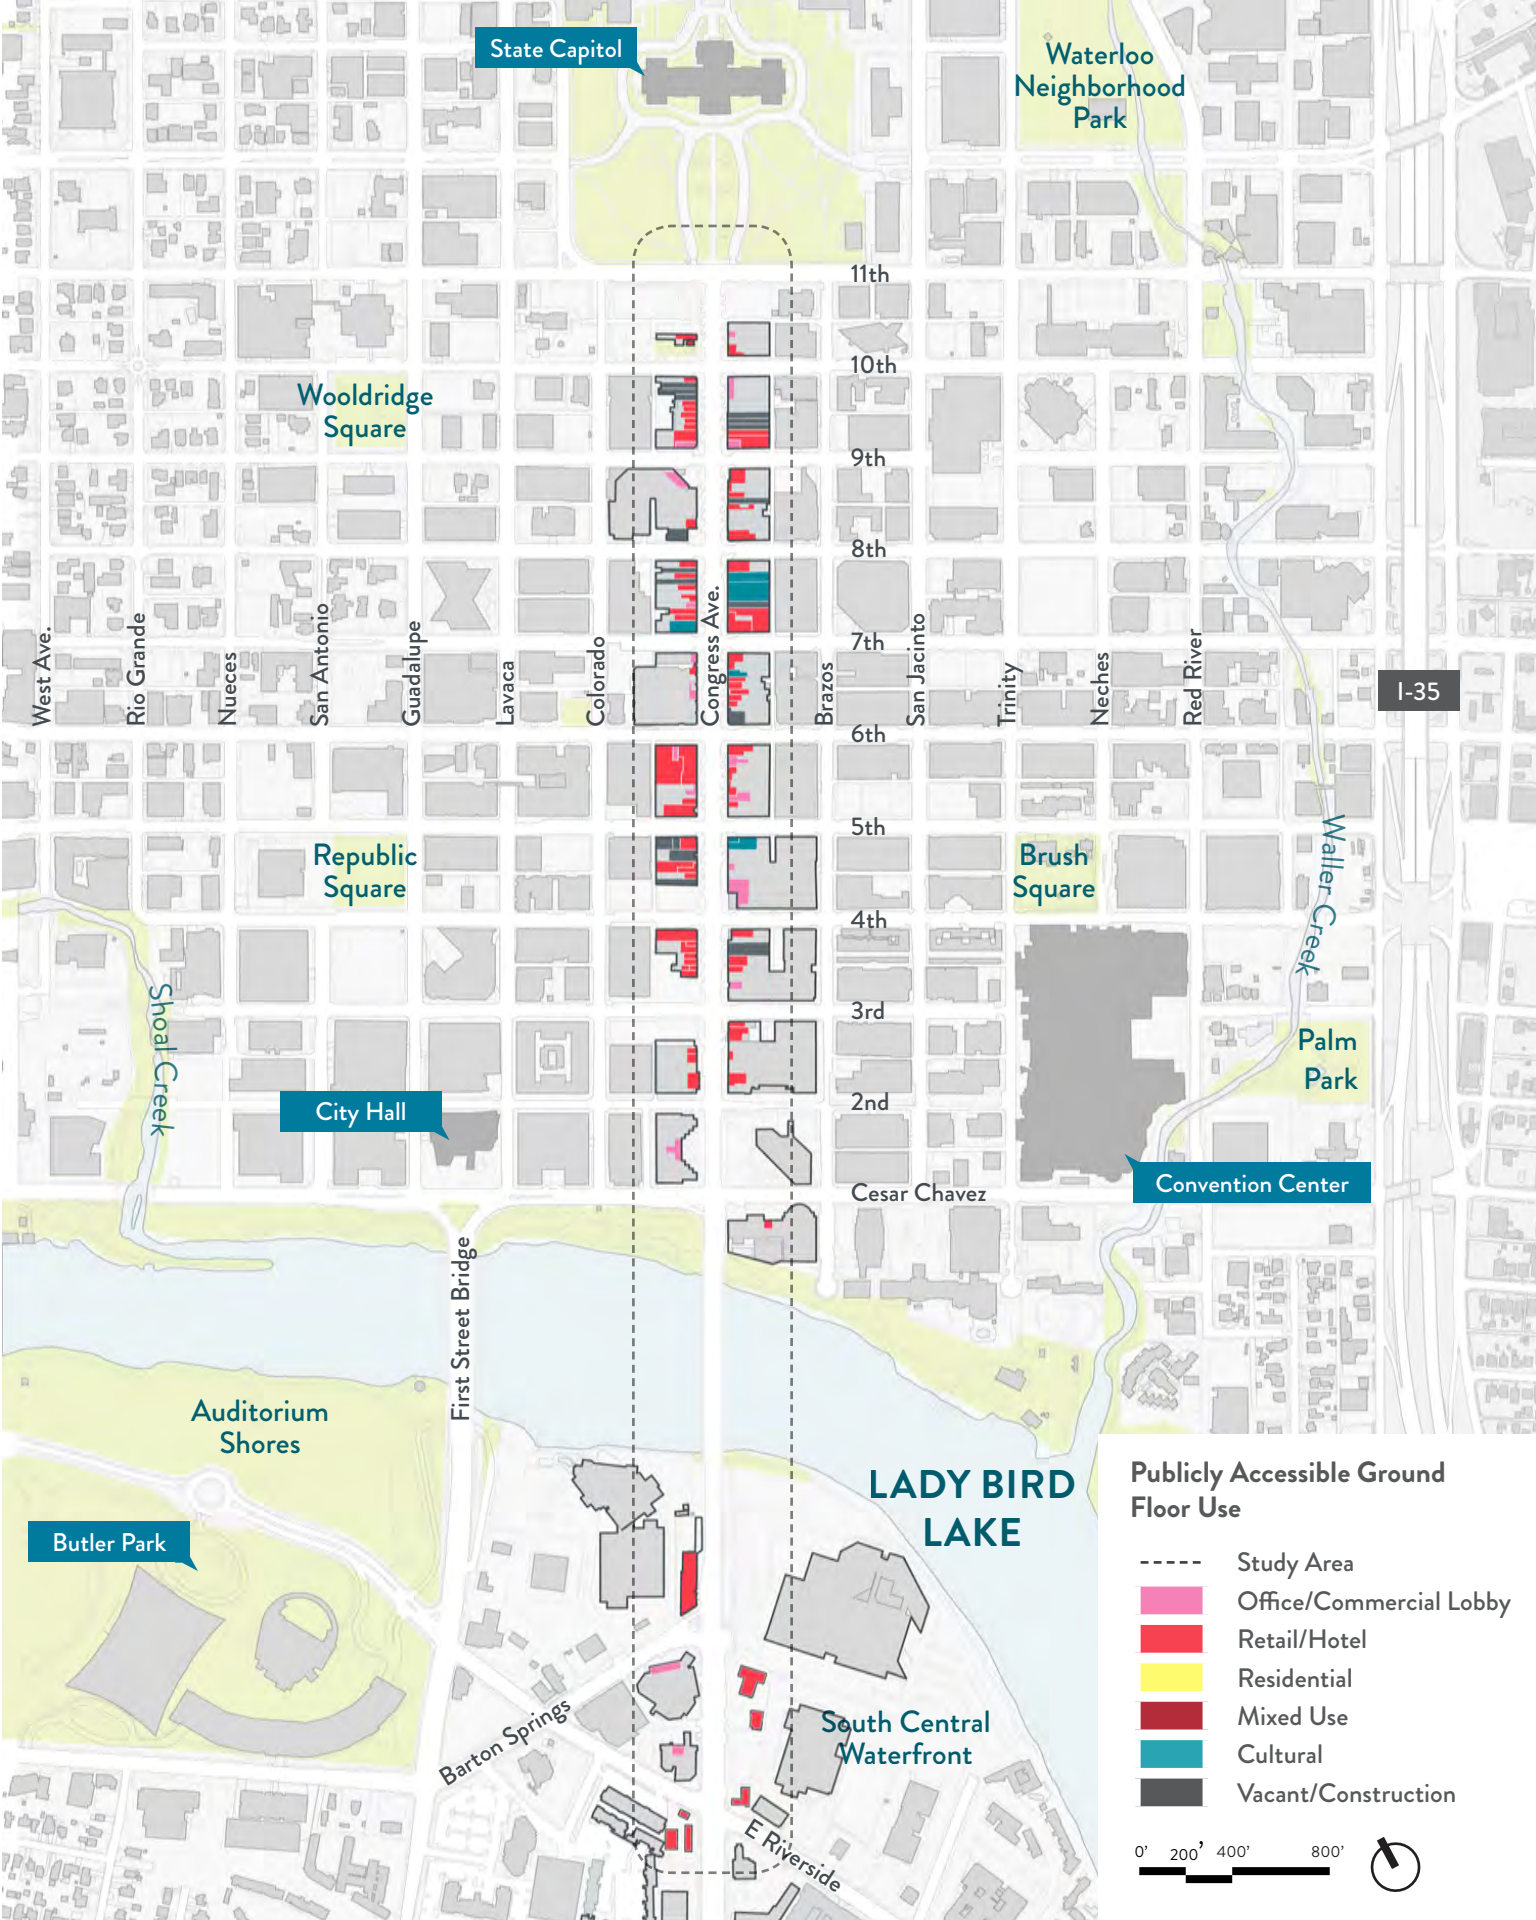 State Capitol
Waterloo
Neighborhood
Park
11th
10th
Wooldridge
Square
9th
8th
West Ave.
Rio Grande
Nueces
San Antonio
Guadalupe
Lavaca
Colorado
Congress Ave.
7th
Brazos
San Jacinto
Trinity
Neches
Red River
I-35
6th
5th
Republic
Square
Brush
Square
Waller Creek
4th
Shoal Creek
3rd
Palm
Park
City Hall
2nd
Convention Center
Cesar Chavez
First Street Bridge
Auditorium
Shores
LADY BIRD
LAKE
Butler Park
Barton Springs
South Central
Waterfront
E Riverside
Publicly Accessible Ground
Floor Use
Study Area
Office/Commercial Lobby
Retail/Hotel
Residential
Mixed Use
Cultural
Vacant/Construction
0' 200' 400' 800'